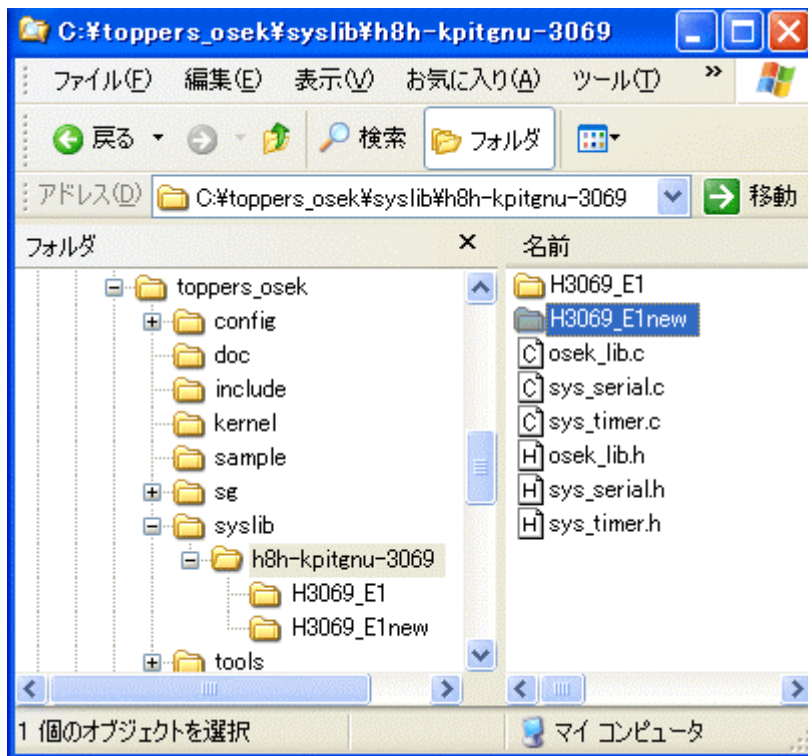 C:¥toppers_osek¥syslib¥h8h-kpitgnu-3069
ファイル(F) 編集(E) 表示(V) お気に入り(A) ツール(T) »
戻る 検索 フォルダ
アドレス(D) C:¥toppers_osek¥syslib¥h8h-kpitgnu-3069 移動
フォルダ
toppers_osek
config
doc
include
kernel
sample
sg
syslib
h8h-kpitgnu-3069
H3069_E1
H3069_E1new
tools
名前
H3069_E1
H3069_E1new
osek_lib.c
sys_serial.c
sys_timer.c
osek_lib.h
sys_serial.h
sys_timer.h
1 個のオブジェクトを選択 マイ コンピュータ